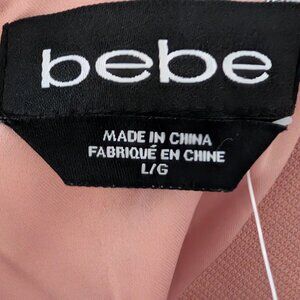 bebe
MADE IN CHINA
FABRIQUÉ EN CHINE
L/G